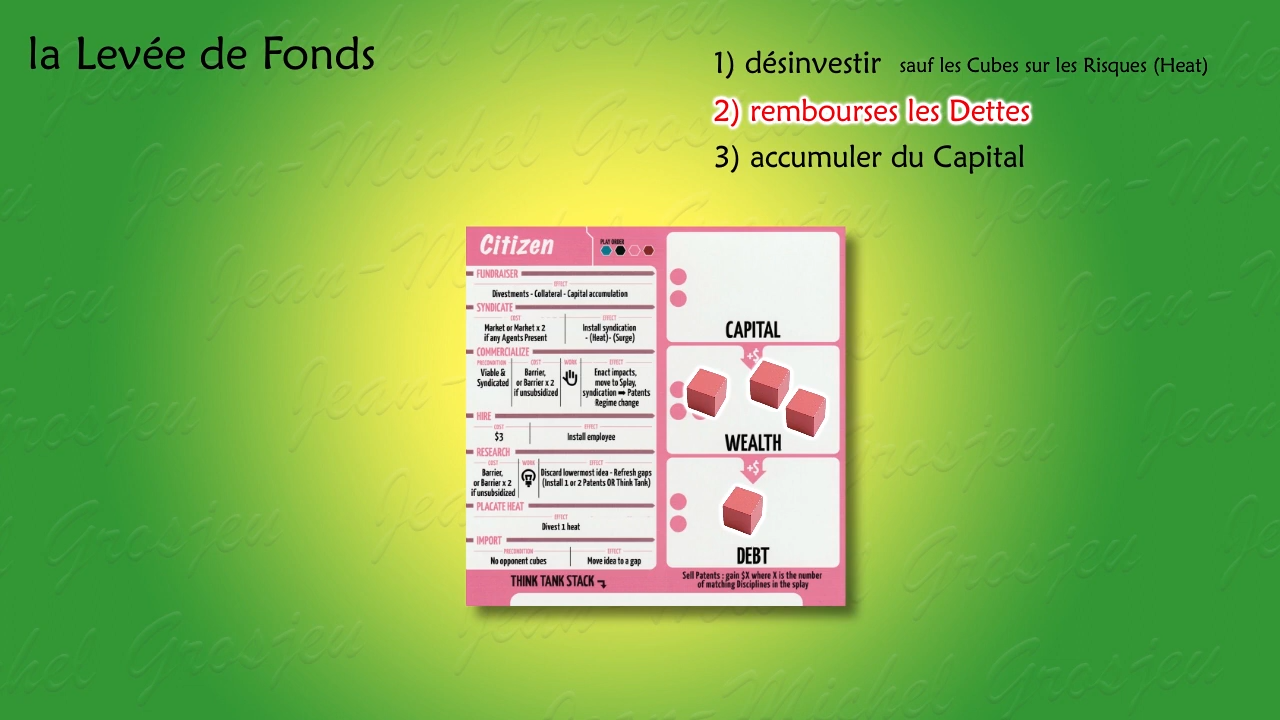 la Levée de Fonds
1) désinvestir sauf les Cubes sur les Risques (Heat)
2) rembourses les Dettes
3) accumuler du Capital
Citizen
PLAY ORDER
FUNDRAISER
EFFECT
Divestments - Collateral - Capital accumulation
SYNDICATE
COST
Market or Market x 2
if any Agents Present
EFFECT
Install syndication
- (Heat)- (Surge)
COMMERCIALIZE
PRECONDITION
Viable &
Syndicated
COST
Barrier,
or Barrier x 2
if unsubsidized
WORK
EFFECT
Enact impacts,
move to Splay,
syndication ➡ Patents
Regime change
HIRE
COST
$3
EFFECT
Install employee
RESEARCH
COST
Barrier,
or Barrier x 2
if unsubsidized
WORK
EFFECT
Discard lowermost idea - Refresh gaps
(Install 1 or 2 Patents OR Think Tank)
PLACATE HEAT
EFFECT
Divest 1 heat
IMPORT
PRECONDITION
No opponent cubes
EFFECT
Move idea to a gap
THINK TANK STACK
CAPITAL
+$
WEALTH
+$
DEBT
Sell Patents : gain $X where X is the number
of matching Disciplines in the splay
Jean-Michel Grosjeu